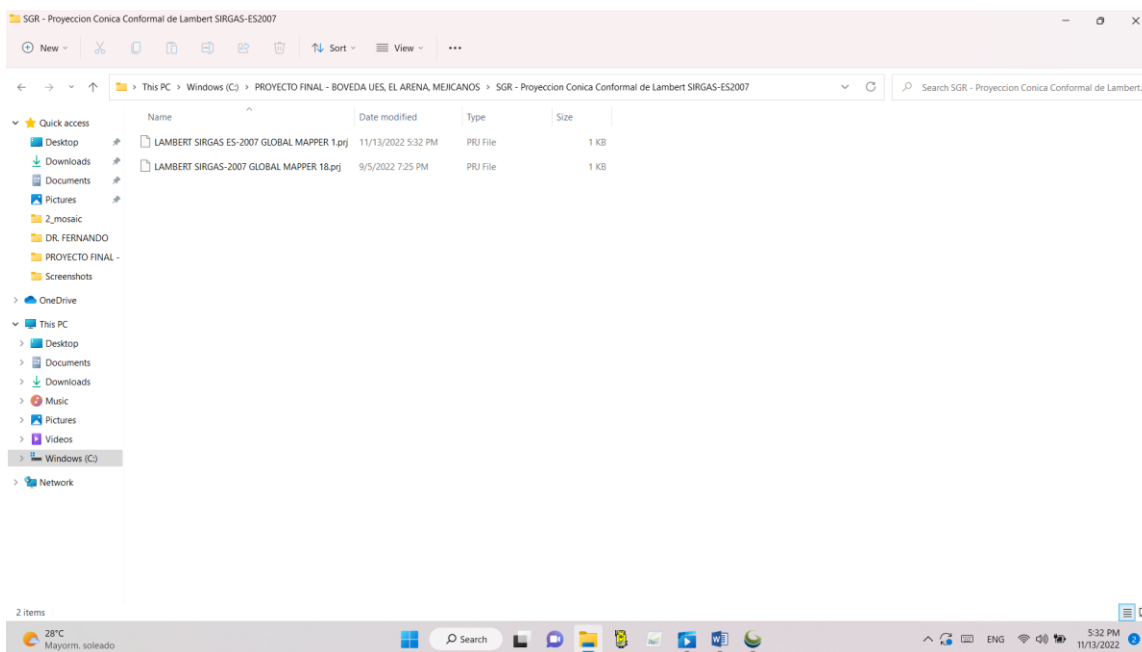 SGR - Proyeccion Conica Conformal de Lambert SIRGAS-ES2007
New Sort View
This PC > Windows (C:) > PROYECTO FINAL - BOVEDA UES, EL ARENA, MEJICANOS > SGR - Proyeccion Conica Conformal de Lambert SIRGAS-ES2007
Search SGR - Proyeccion Conica Conformal de Lambert.
Name Date modified Type Size
LAMBERT SIRGAS ES-2007 GLOBAL MAPPER 1.prj 11/13/2022 5:32 PM PRJ File 1 KB
LAMBERT SIRGAS-2007 GLOBAL MAPPER 18.prj 9/5/2022 7:25 PM PRJ File 1 KB
Quick access
Desktop
Downloads
Documents
Pictures
2_mosaic
DR. FERNANDO
PROYECTO FINAL -
Screenshots
OneDrive
This PC
Desktop
Documents
Downloads
Music
Pictures
Videos
Windows (C:)
Network
2 items
28°C
Mayorm. soleado
Search
ENG
5:32 PM
11/13/2022
2